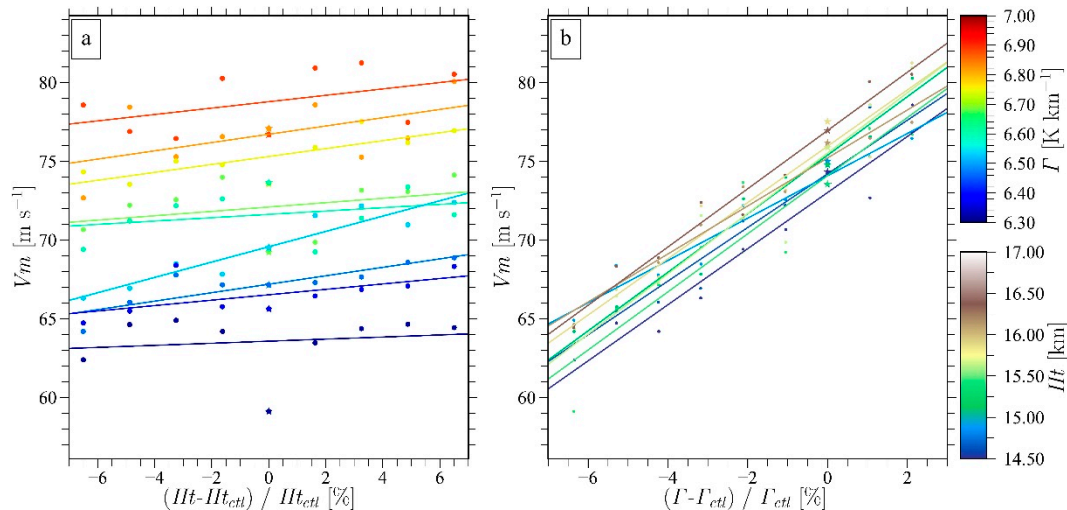 a
80
75
70
65
60
Vm [m s⁻¹]
−6 −4 −2 0 2 4 6
(Ht-Ht_ctl) / Ht_ctl [%]
b
80
75
70
65
60
Vm [m s⁻¹]
−6 −4 −2 0 2
(Γ-Γ_ctl) / Γ_ctl [%]
7.00
6.90
6.80
6.70
6.60
6.50
6.40
6.30
Γ [K km⁻¹]
17.00
16.50
16.00
15.50
15.00
14.50
Ht [km]